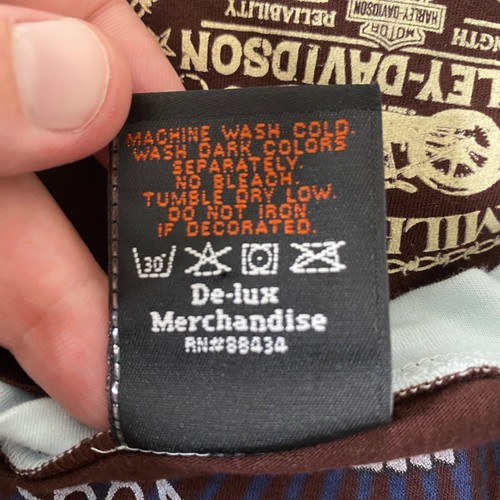 RELIABILITY
MOTOR
HARLEY-DAVIDSON
LEY-DAVIDSON
MACHINE WASH COLD.
WASH DARK COLORS
SEPARATELY.
NO BLEACH.
TUMBLE DRY LOW.
DO NOT IRON
IF DECORATED.
30°
De-lux
Merchandise
RN#88434